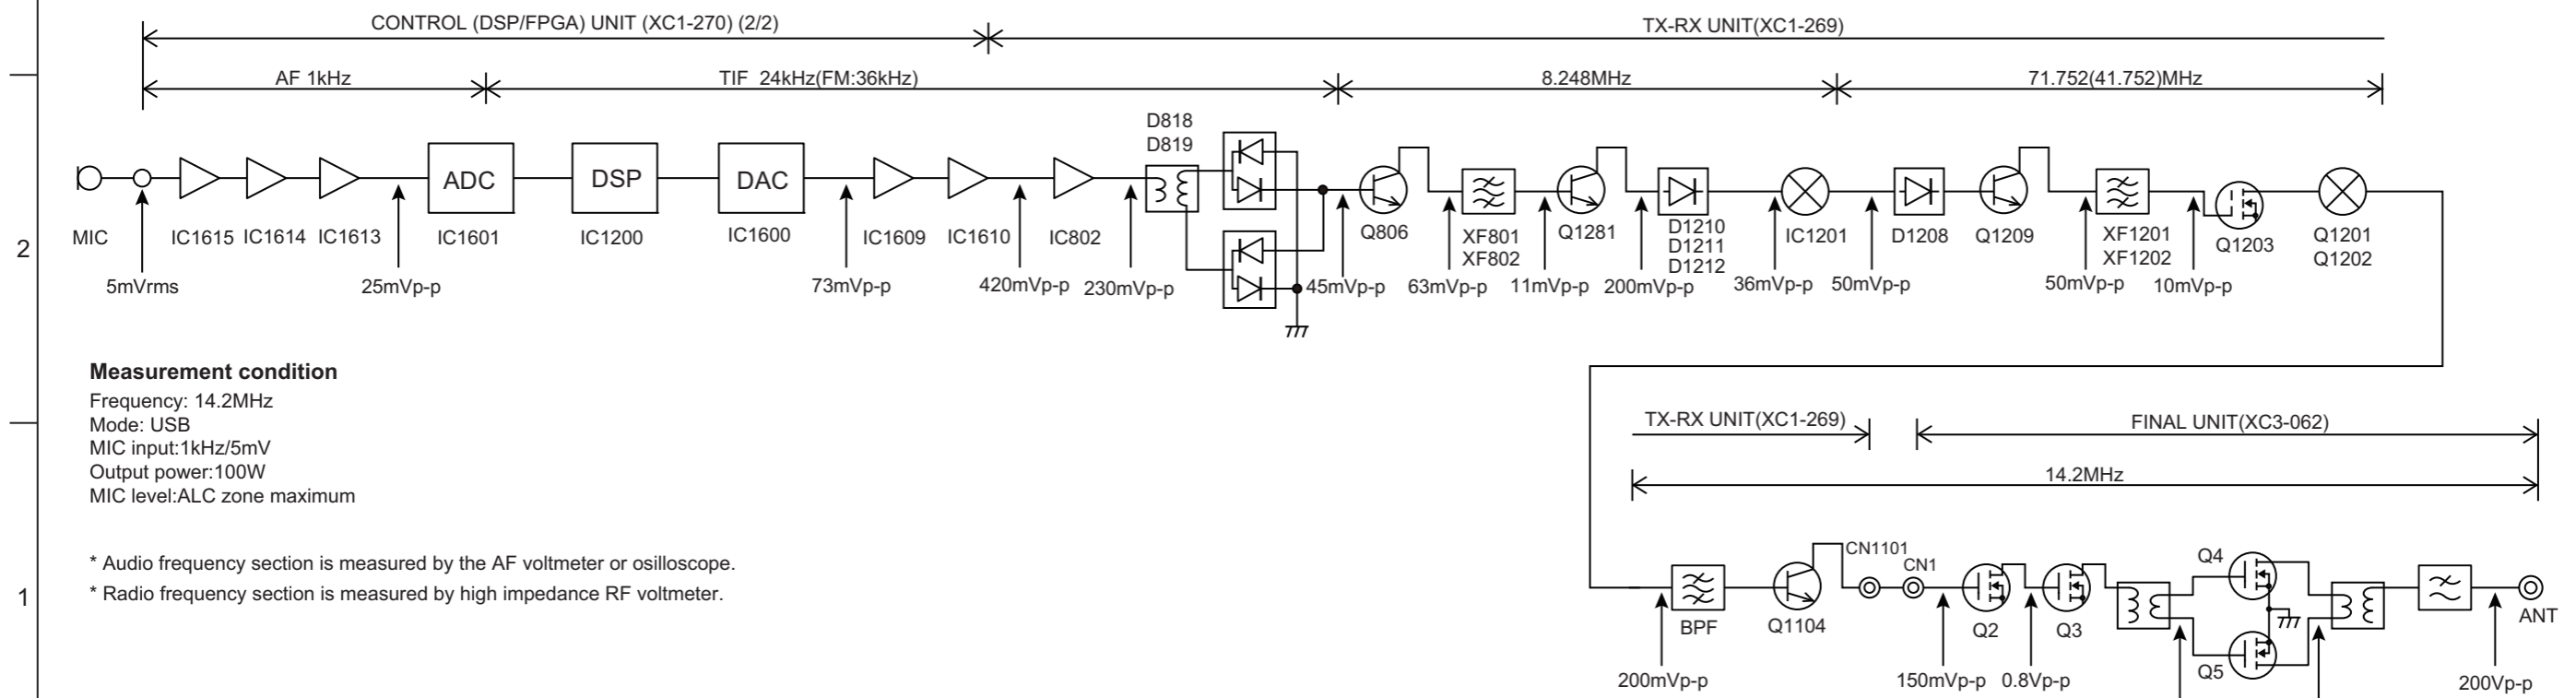 CONTROL (DSP/FPGA) UNIT (XC1-270) (2/2)
TX-RX UNIT(XC1-269)
AF 1kHz
TIF 24kHz(FM:36kHz)
8.248MHz
71.752(41.752)MHz
D818
D819
ADC
DSP
DAC
MIC
IC1615
IC1614
IC1613
IC1601
IC1200
IC1600
IC1609
IC1610
IC802
Q806
XF801
XF802
Q1281
D1210
D1211
D1212
IC1201
D1208
Q1209
XF1201
XF1202
Q1203
Q1201
Q1202
2
5mVrms
25mVp-p
73mVp-p
420mVp-p
230mVp-p
45mVp-p
63mVp-p
11mVp-p
200mVp-p
36mVp-p
50mVp-p
50mVp-p
10mVp-p
Measurement condition
Frequency: 14.2MHz
Mode: USB
MIC input:1kHz/5mV
Output power:100W
MIC level:ALC zone maximum
TX-RX UNIT(XC1-269)
FINAL UNIT(XC3-062)
14.2MHz
* Audio frequency section is measured by the AF voltmeter or osilloscope.
* Radio frequency section is measured by high impedance RF voltmeter.
1
CN1101
CN1
Q4
BPF
Q1104
Q2
Q3
Q5
ANT
200mVp-p
150mVp-p
0.8Vp-p
200Vp-p